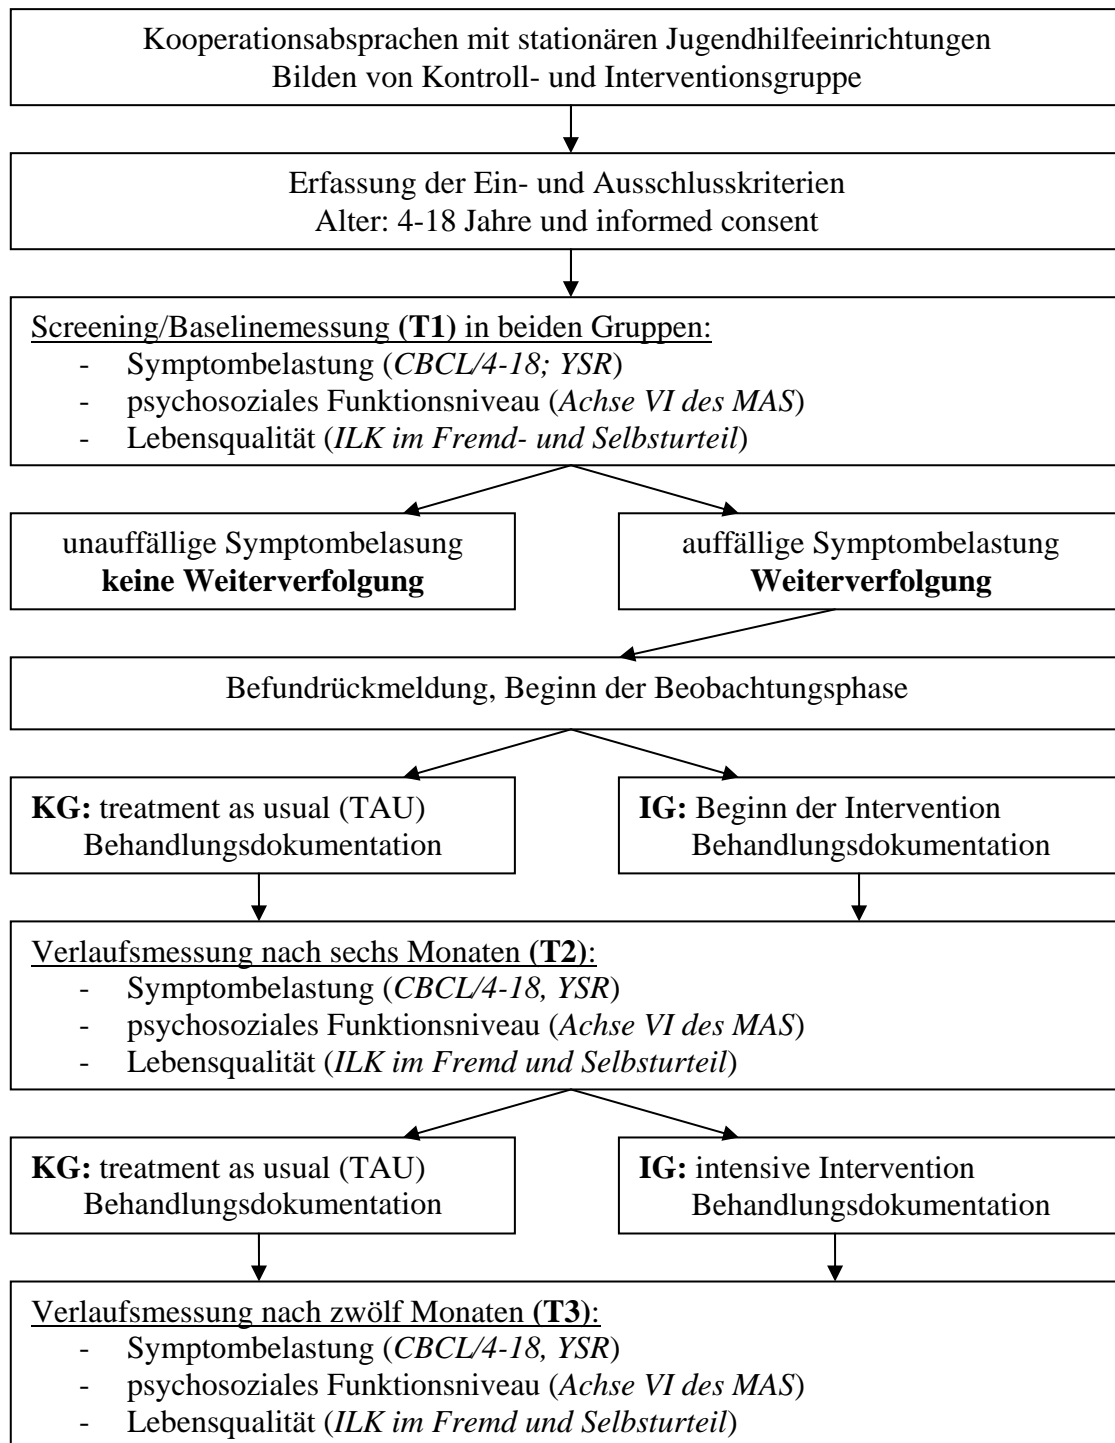 Kooperationsabsprachen mit stationären Jugendhilfeeinrichtungen
Bilden von Kontroll- und Interventionsgruppe
Erfassung der Ein- und Ausschlusskriterien
Alter: 4-18 Jahre und informed consent
Screening/Baselinemessung (T1) in beiden Gruppen:
- Symptombelastung (CBCL/4-18; YSR)
- psychosoziales Funktionsniveau (Achse VI des MAS)
- Lebensqualität (ILK im Fremd- und Selbsturteil)
unauffällige Symptombelasung
keine Weiterverfolgung
auffällige Symptombelastung
Weiterverfolgung
Befundrückmeldung, Beginn der Beobachtungsphase
KG: treatment as usual (TAU)
Behandlungsdokumentation
IG: Beginn der Intervention
Behandlungsdokumentation
Verlaufsmessung nach sechs Monaten (T2):
- Symptombelastung (CBCL/4-18, YSR)
- psychosoziales Funktionsniveau (Achse VI des MAS)
- Lebensqualität (ILK im Fremd und Selbsturteil)
KG: treatment as usual (TAU)
Behandlungsdokumentation
IG: intensive Intervention
Behandlungsdokumentation
Verlaufsmessung nach zwölf Monaten (T3):
- Symptombelastung (CBCL/4-18, YSR)
- psychosoziales Funktionsniveau (Achse VI des MAS)
- Lebensqualität (ILK im Fremd und Selbsturteil)